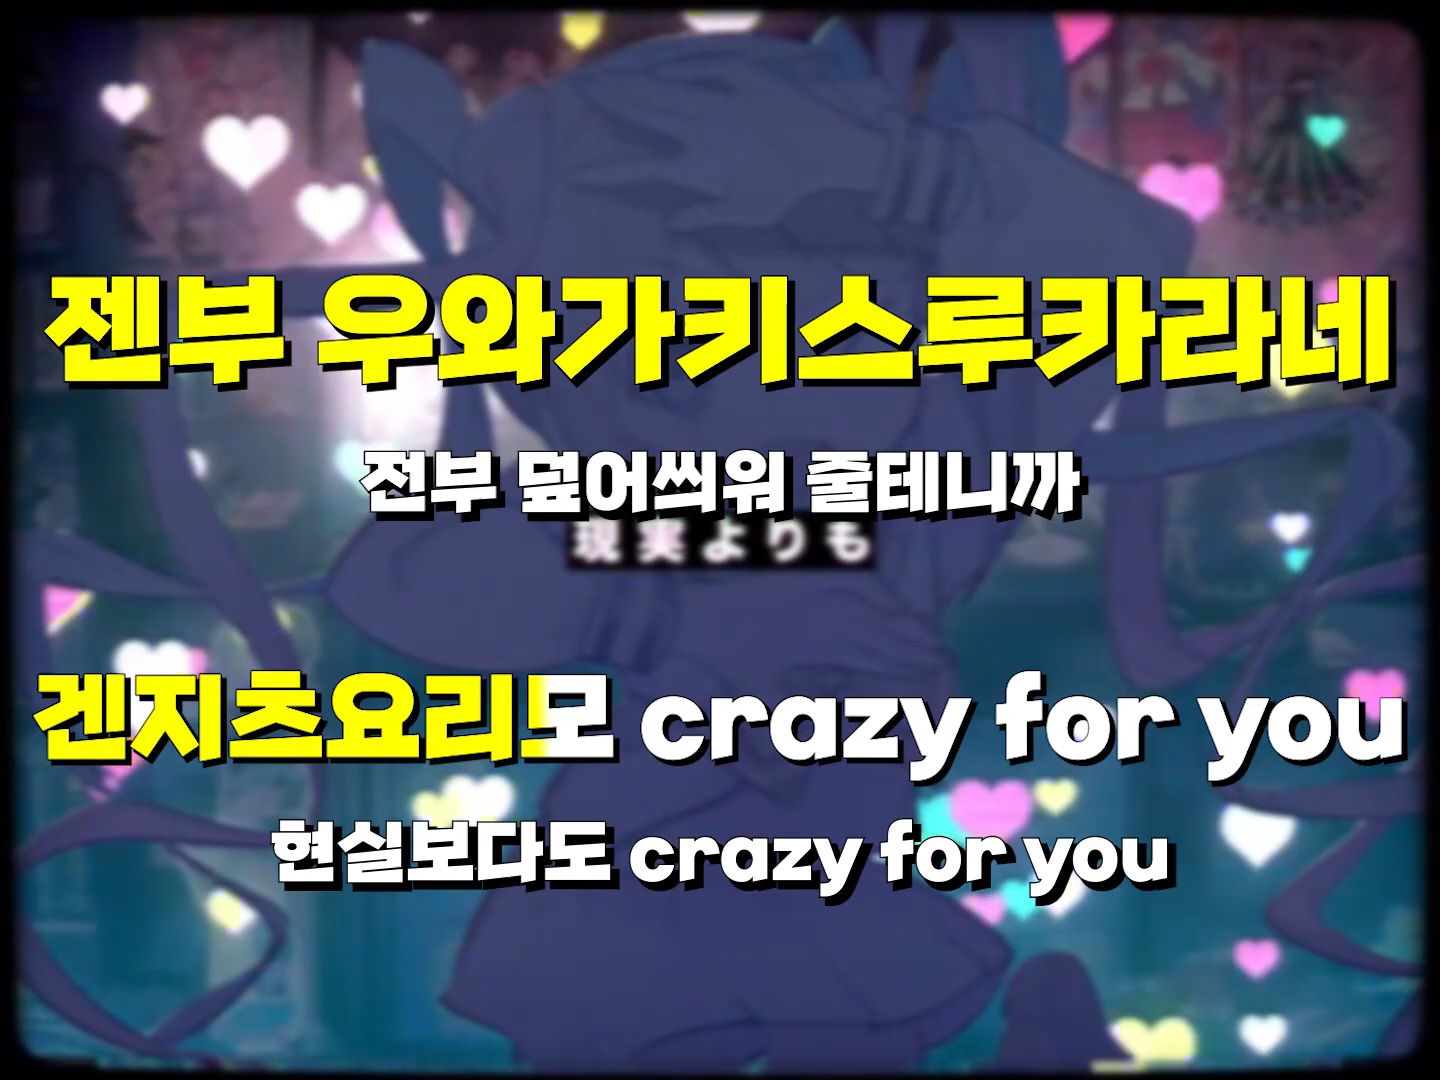 젠부 우와가키스루카라네
전부 덮어씌워 줄테니까
現実よりも
겐지츠요리모 crazy for you
현실보다도 crazy for you